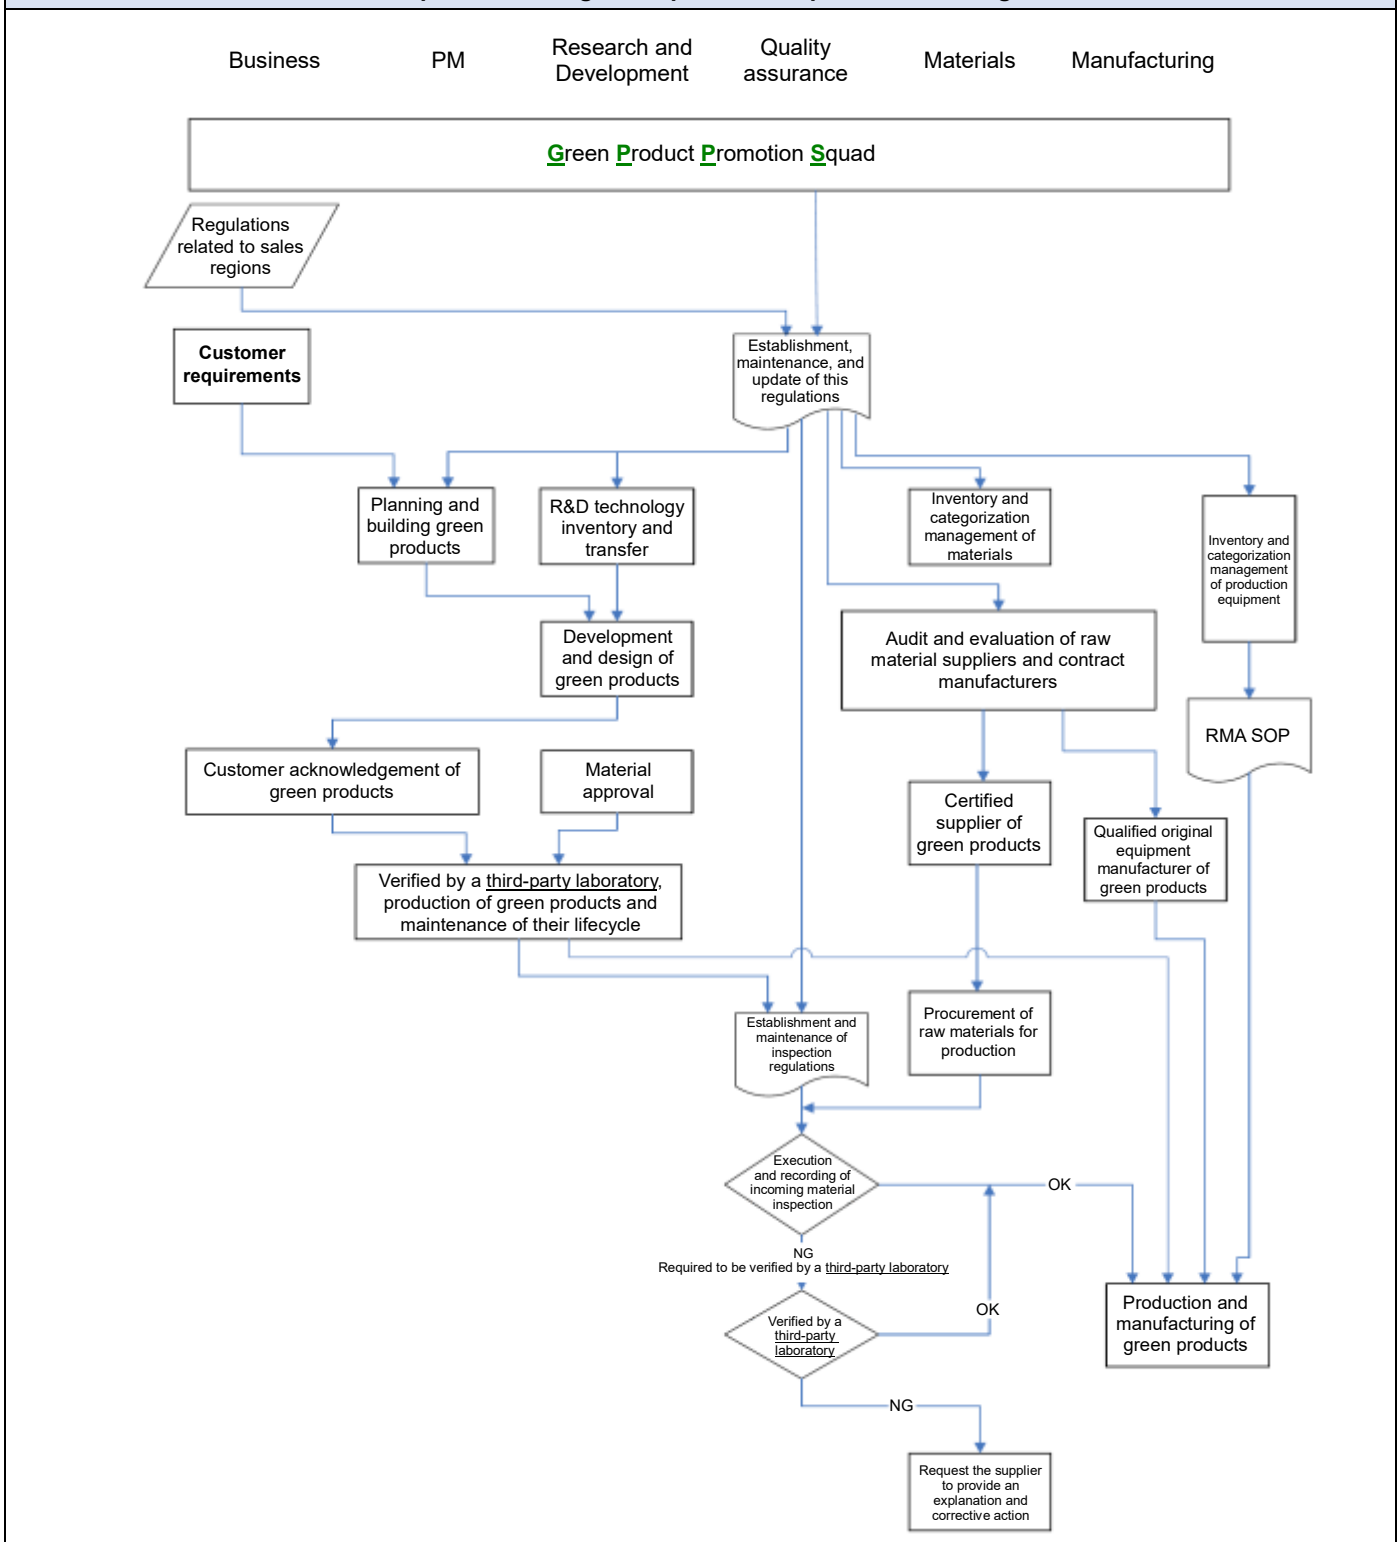 Business
PM
Research and
Development
Quality
assurance
Materials
Manufacturing
Green Product Promotion Squad
Regulations
related to sales
regions
Customer
requirements
Establishment,
maintenance, and
update of this
regulations
Planning and
building green
products
R&D technology
inventory and
transfer
Inventory and
categorization
management of
materials
Inventory and
categorization
management
of production
equipment
Development
and design of
green products
Audit and evaluation of raw
material suppliers and contract
manufacturers
RMA SOP
Customer acknowledgement of
green products
Material
approval
Certified
supplier of
green products
Qualified original
equipment
manufacturer of
green products
Verified by a third-party laboratory,
production of green products and
maintenance of their lifecycle
Establishment and
maintenance of
inspection
regulations
Procurement of
raw materials for
production
Execution
and recording of
incoming material
inspection
OK
NG
Required to be verified by a third-party laboratory
Verified by a
third-party
laboratory
OK
Production and
manufacturing of
green products
NG
Request the supplier
to provide an
explanation and
corrective action